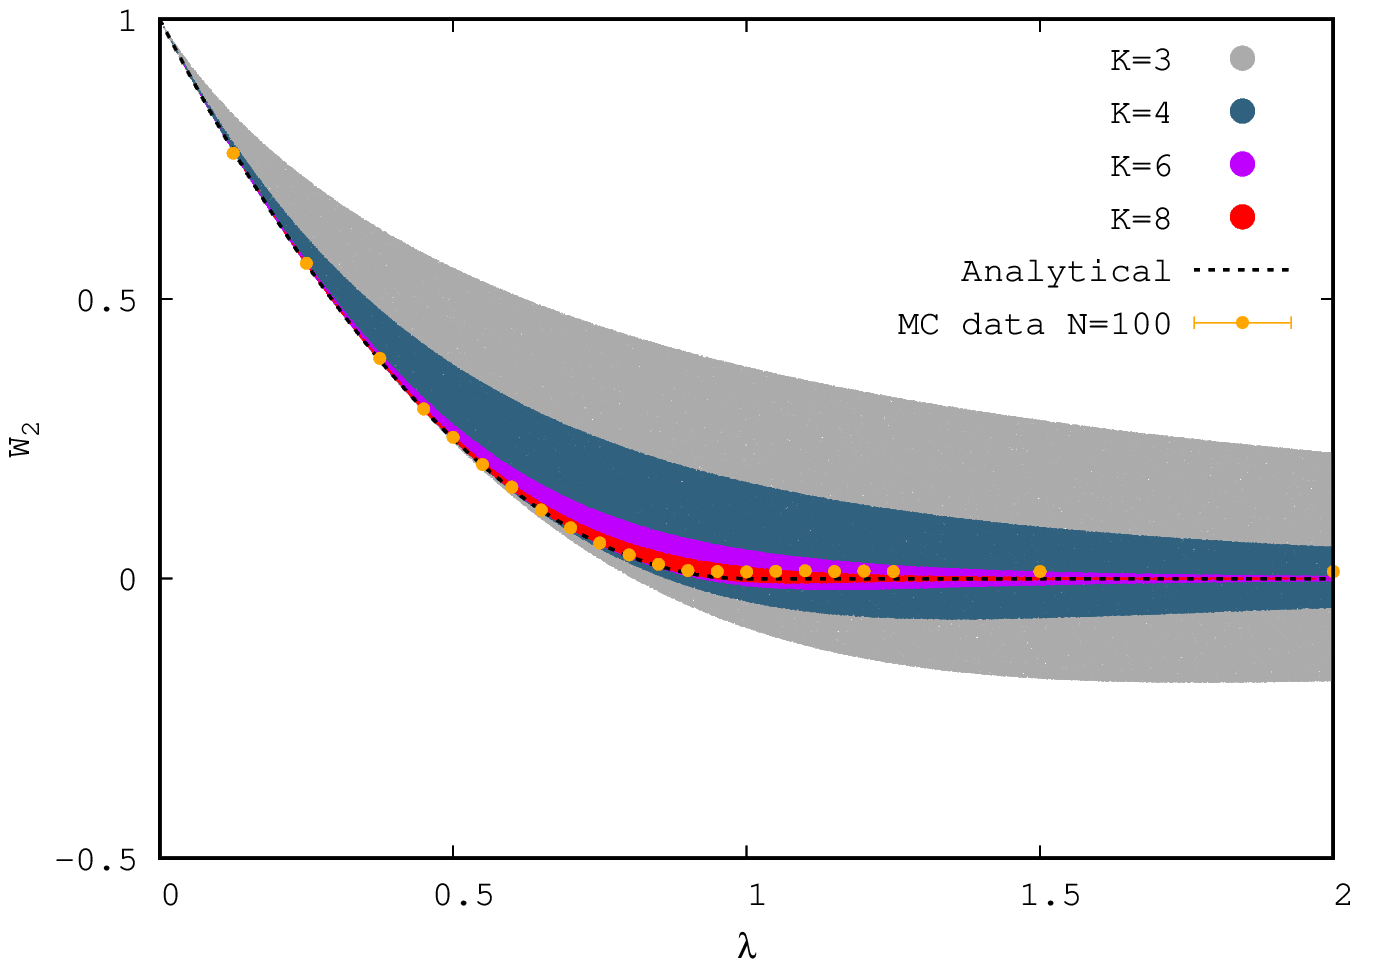 1
0.5
0
−0.5
W2
K=3
K=4
K=6
K=8
Analytical
MC data N=100
0 0.5 1 1.5 2
λ